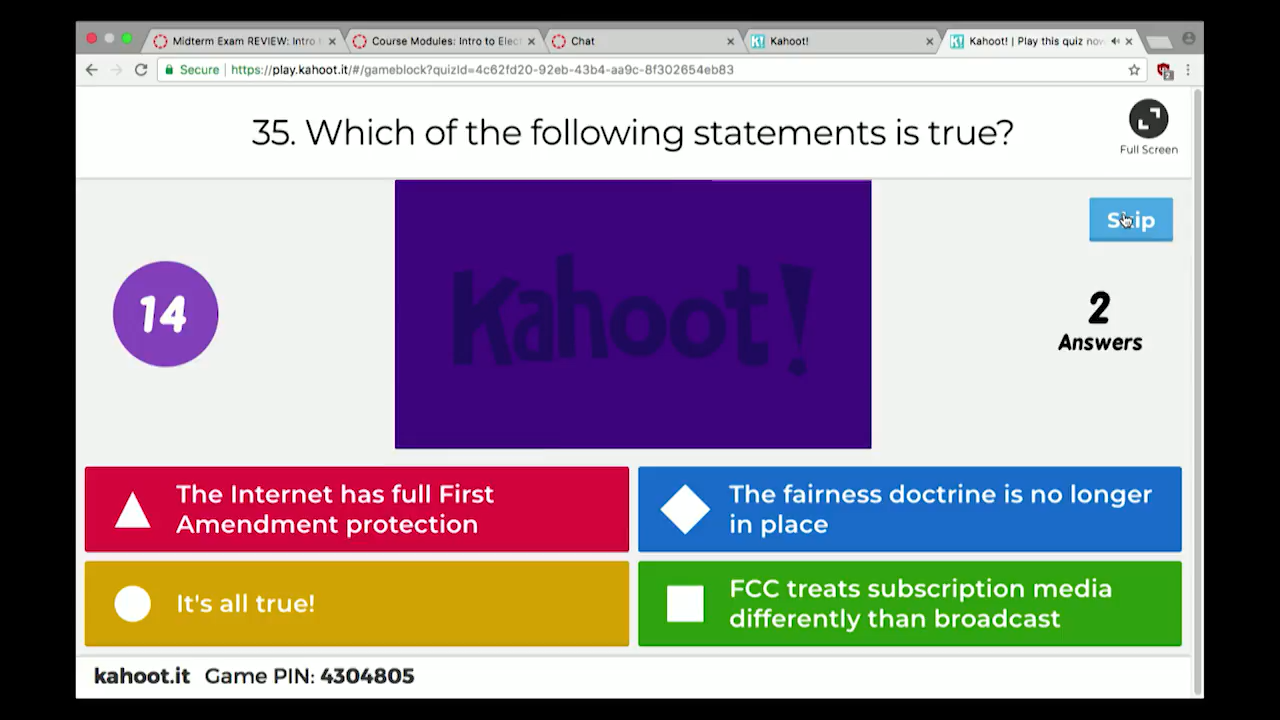 Midterm Exam REVIEW: Intro
Course Modules: Intro to Elect
Chat
Kahoot!
Kahoot! | Play this quiz now
Secure
https://play.kahoot.it/#/gameblock?quizId=4c62fd20-92eb-43b4-aa9c-8f302654eb83
2
35. Which of the following statements is true?
Full Screen
Skip
14
Kahoot!
2
Answers
The Internet has full First
Amendment protection
The fairness doctrine is no longer
in place
It's all true!
FCC treats subscription media
differently than broadcast
kahoot.it Game PIN: 4304805